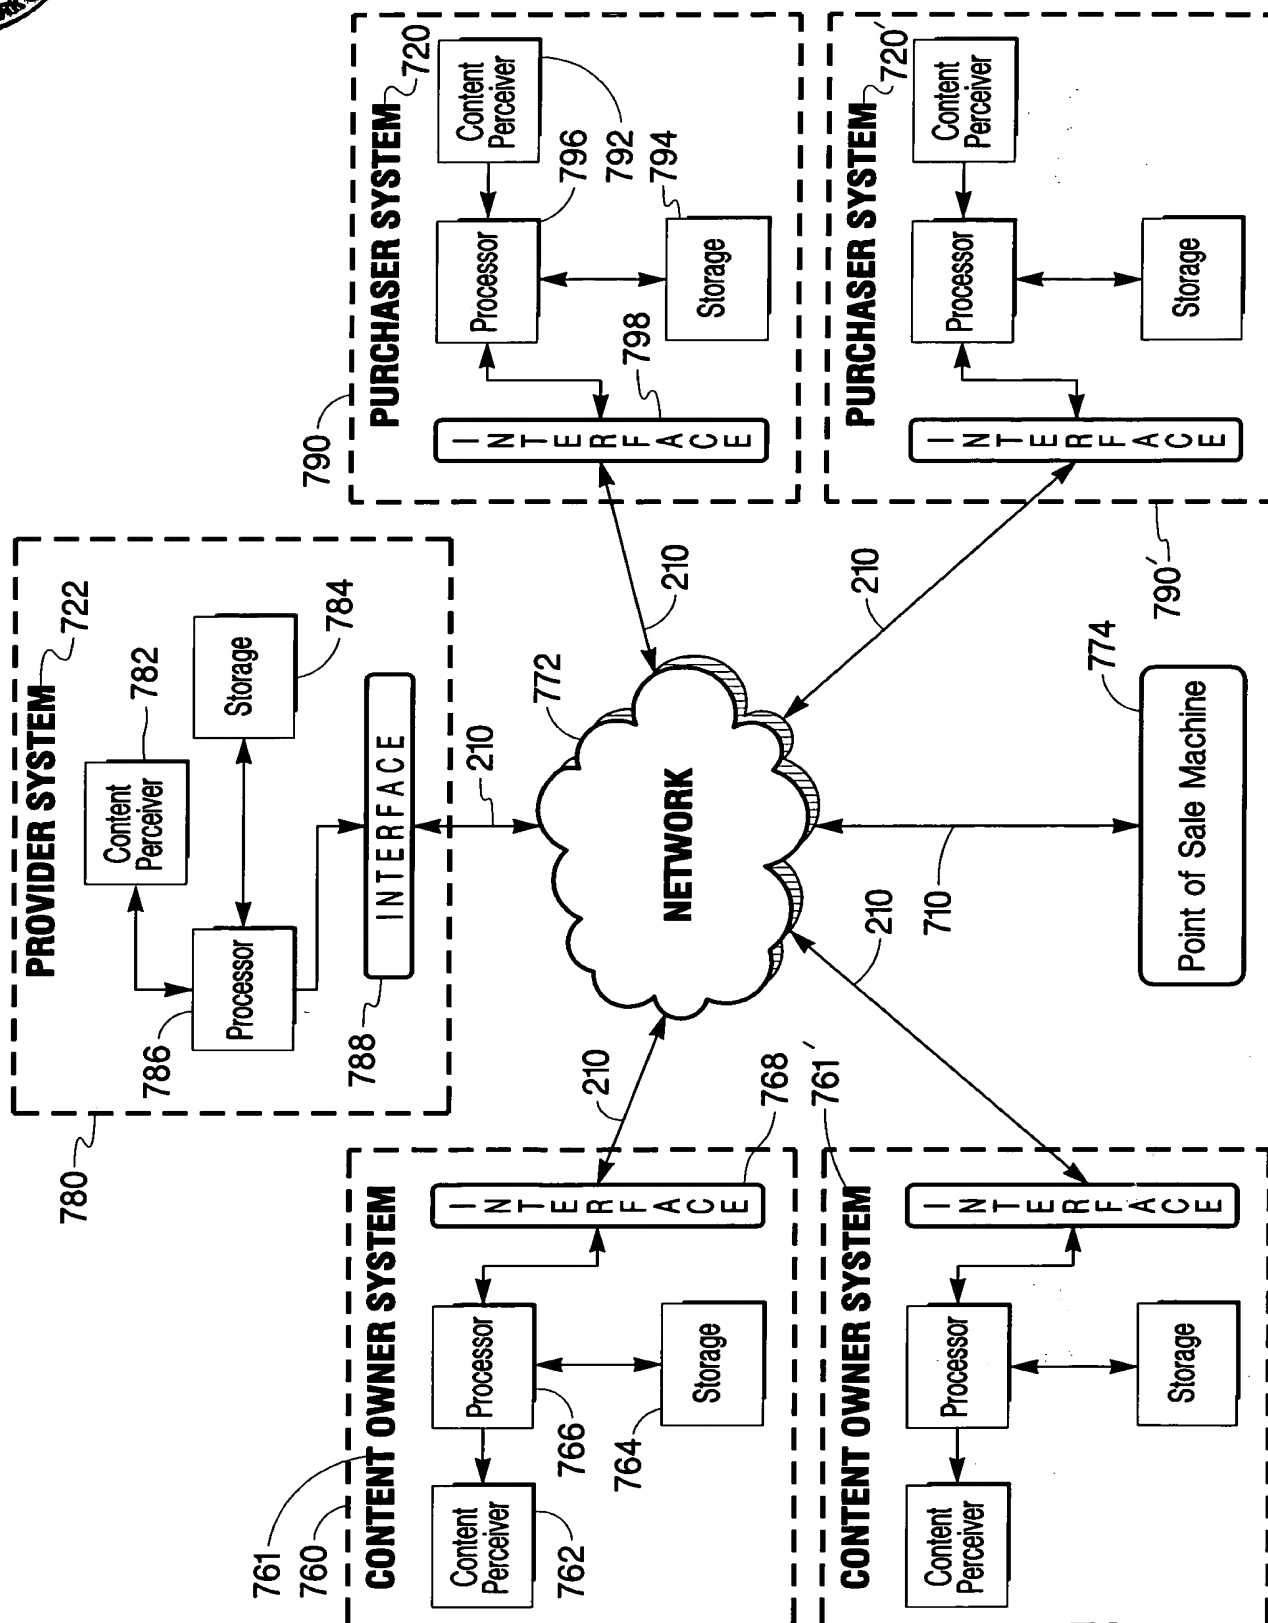 780
PROVIDER SYSTEM
722
Content
Perceiver
782
786
Processor
Storage
784
788
INTERFACE
210
761
760
CONTENT OWNER SYSTEM
Content
Perceiver
762
Processor
766
764
Storage
INTERFACE
768
210
772
NETWORK
210
790
PURCHASER SYSTEM
720
INTERFACE
798
Processor
796
Content
Perceiver
792
794
Storage
CONTENT OWNER SYSTEM
761′
Content
Perceiver
Processor
Storage
INTERFACE
210
710
210
774
Point of Sale Machine
790′
PURCHASER SYSTEM
720′
INTERFACE
Processor
Content
Perceiver
Storage